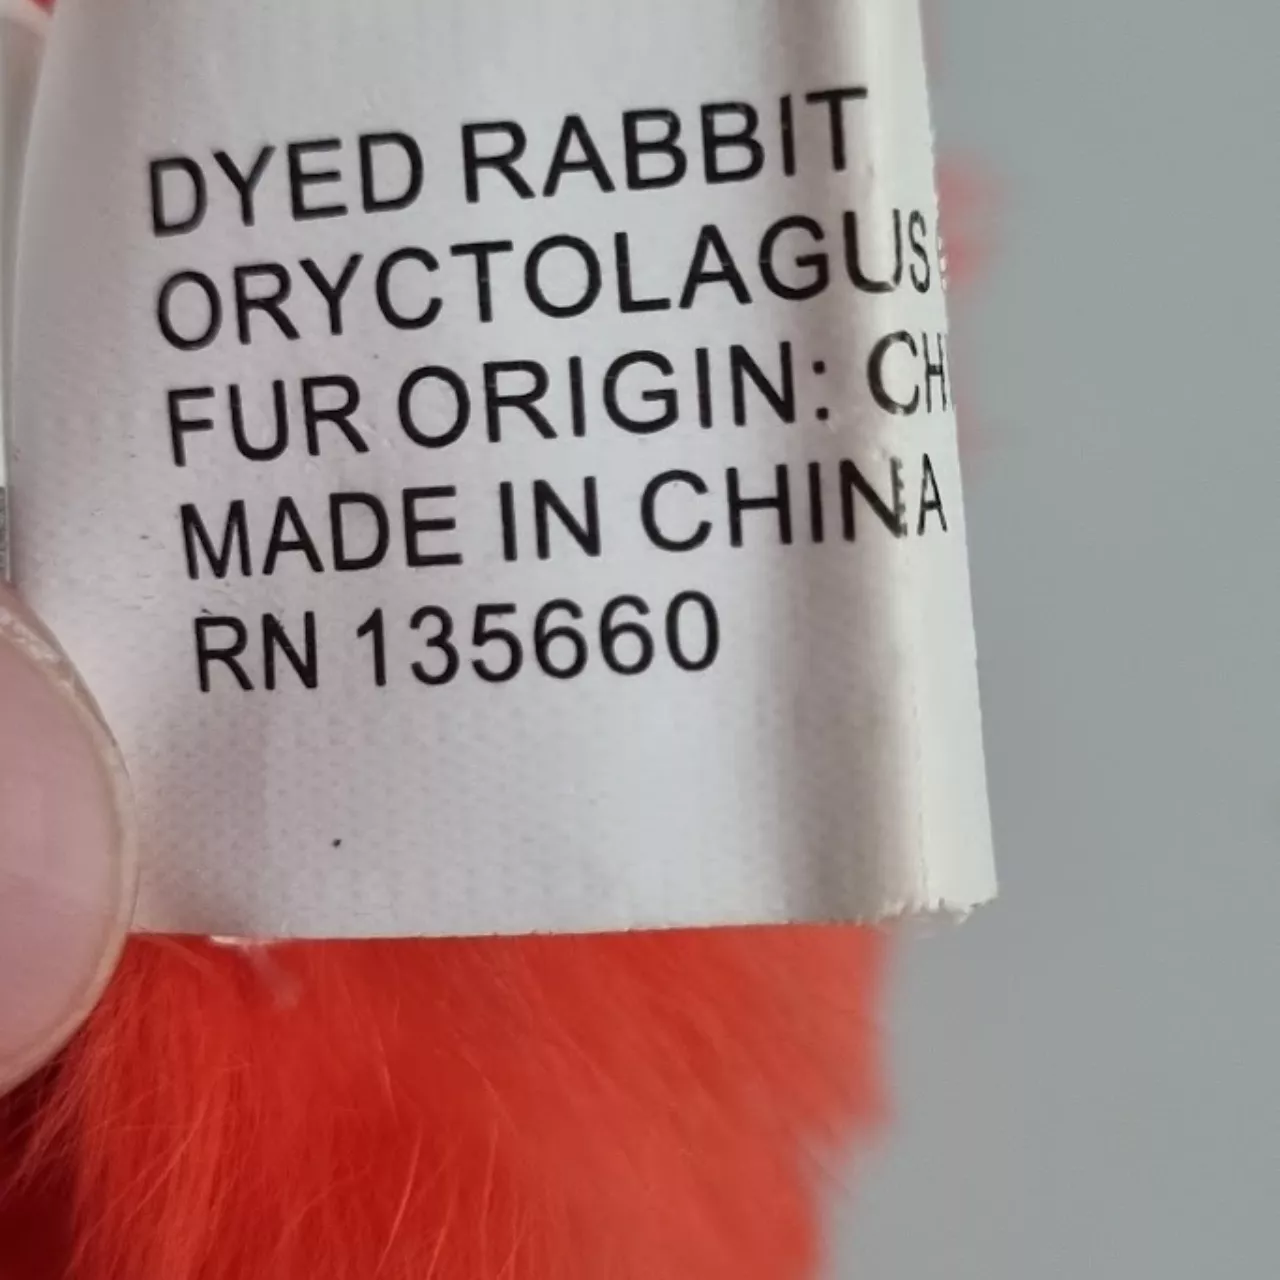 DYED RABBIT
ORYCTOLAGUS
FUR ORIGIN:
MADE IN CHINA
RN 135660